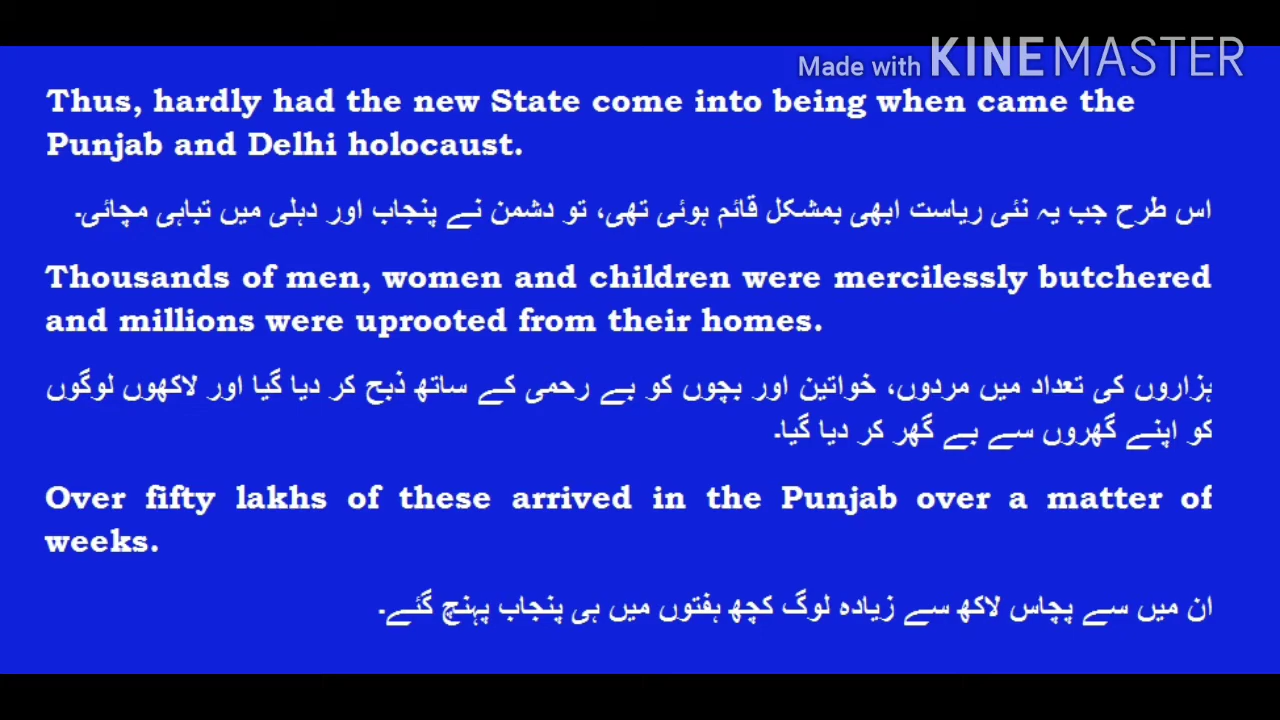 Made with KINEMASTER
Thus, hardly had the new State come into being when came the
Punjab and Delhi holocaust.
اس طرح جب یہ نئی ریاست ابھی بمشکل قائم ہوئی تھی، تو دشمن نے پنجاب اور دہلی میں تباہی مچائی۔
Thousands of men, women and children were mercilessly butchered
and millions were uprooted from their homes.
ہزاروں کی تعداد میں مردوں، خواتین اور بچوں کو بے رحمی کے ساتھ ذبح کر دیا گیا اور لاکھوں لوگوں
کو اپنے گھروں سے بے گھر کر دیا گیا۔
Over fifty lakhs of these arrived in the Punjab over a matter of
weeks.
ان میں سے پچاس لاکھ سے زیادہ لوگ کچھ ہفتوں میں ہی پنجاب پہنچ گئے۔